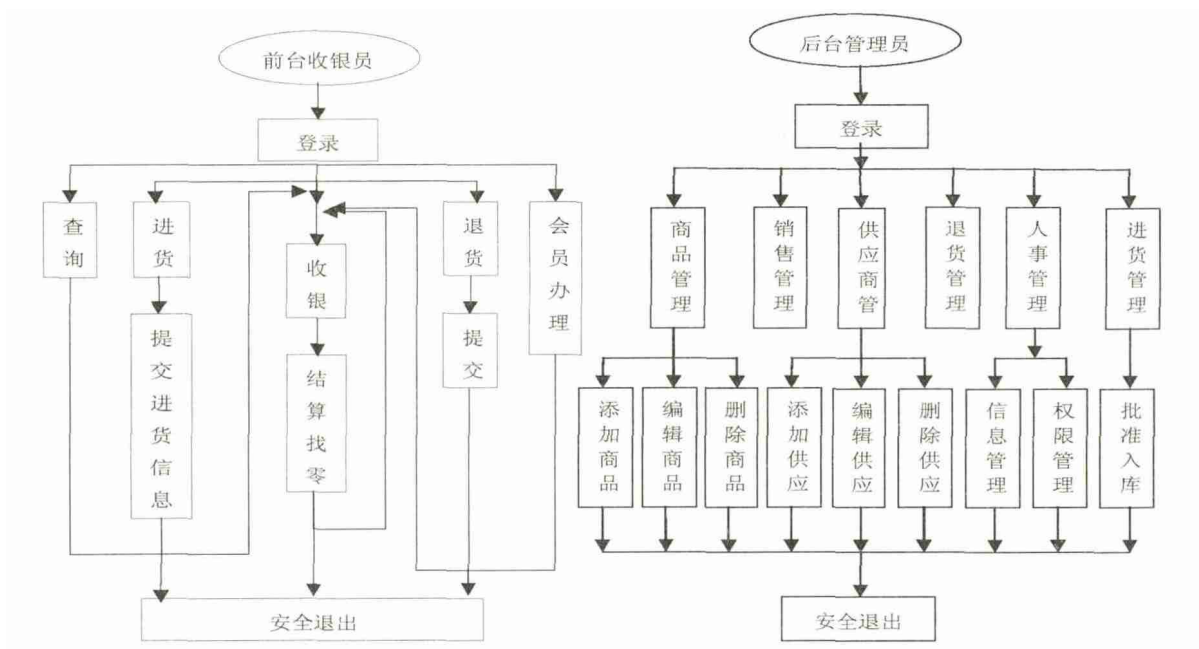 前台收银员
登录
查询
进货
提交进货信息
收银
结算找零
退货
提交
会员办理
安全退出
后台管理员
登录
商品管理
销售管理
供应商管
退货管理
人事管理
进货管理
添加商品
编辑商品
删除商品
添加供应
编辑供应
删除供应
信息管理
权限管理
批准入库
安全退出